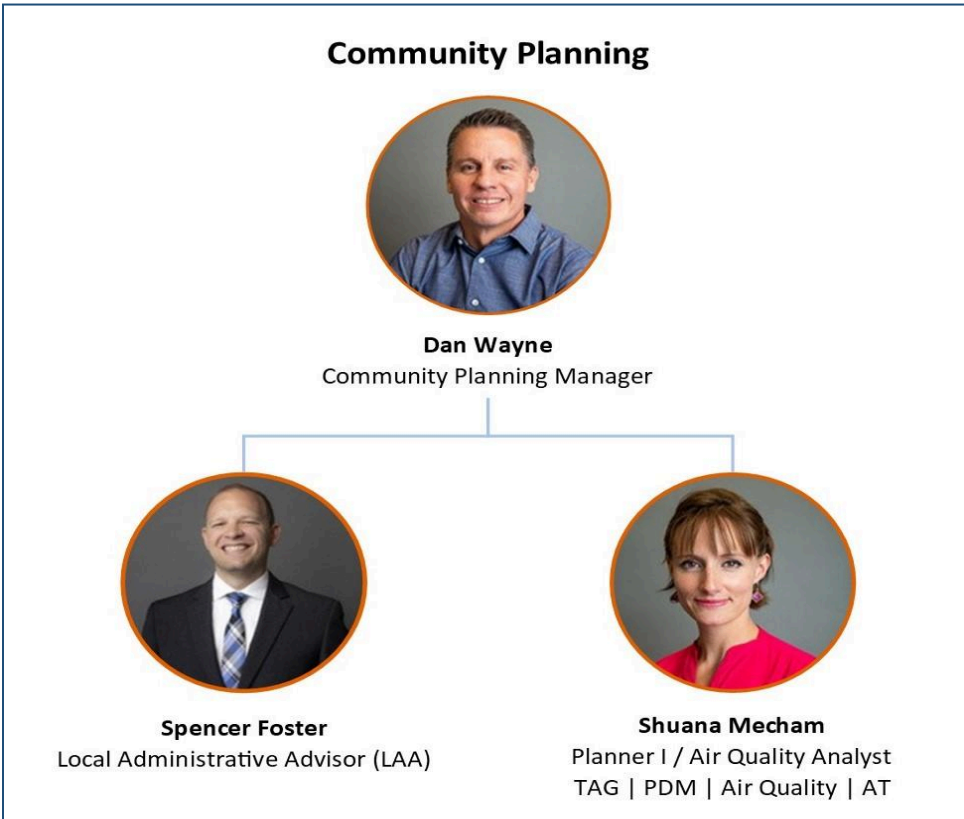 Community Planning
Dan Wayne
Community Planning Manager
Spencer Foster
Local Administrative Advisor (LAA)
Shuana Mecham
Planner I / Air Quality Analyst
TAG | PDM | Air Quality | AT